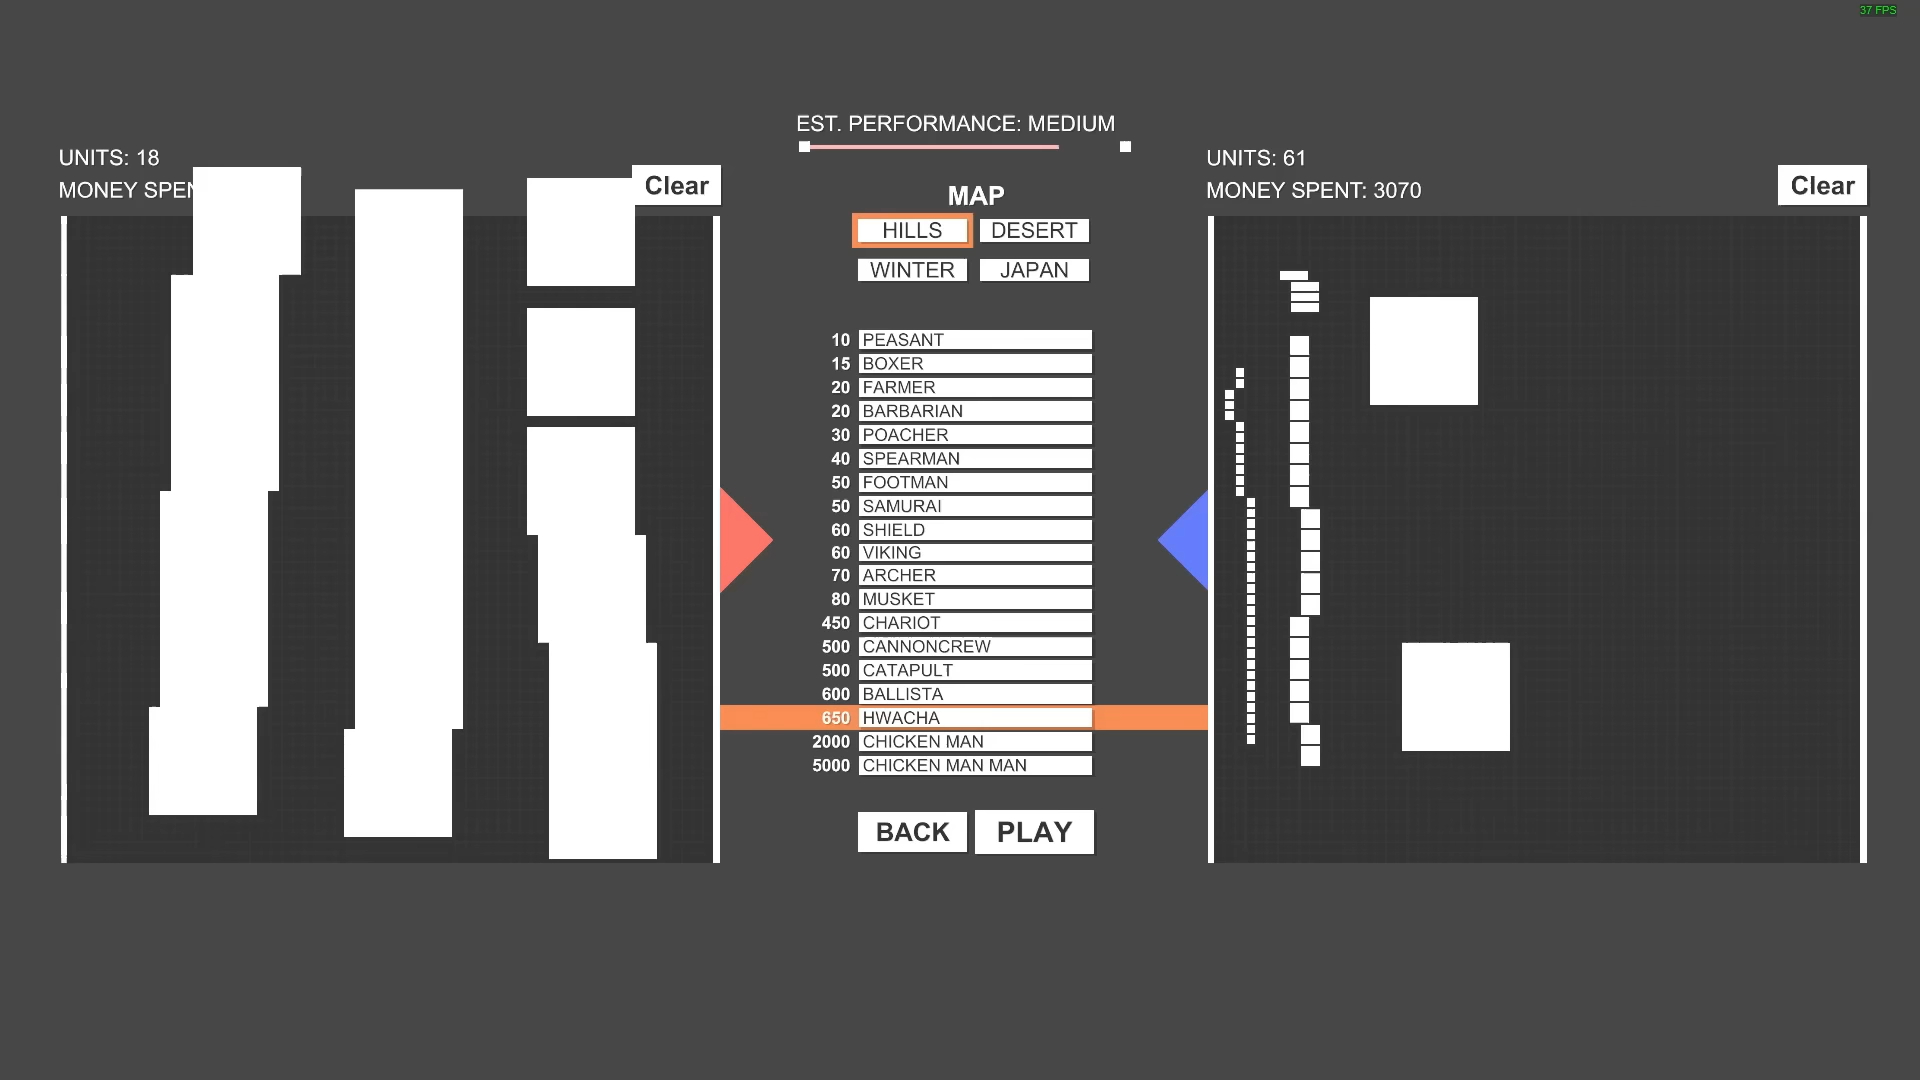 37 FPS
EST. PERFORMANCE: MEDIUM
UNITS: 18
MONEY SPEN
Clear
MAP
HILLS
DESERT
WINTER
JAPAN
10 PEASANT
15 BOXER
20 FARMER
20 BARBARIAN
30 POACHER
40 SPEARMAN
50 FOOTMAN
50 SAMURAI
60 SHIELD
60 VIKING
70 ARCHER
80 MUSKET
450 CHARIOT
500 CANNONCREW
500 CATAPULT
600 BALLISTA
650 HWACHA
2000 CHICKEN MAN
5000 CHICKEN MAN MAN
BACK
PLAY
UNITS: 61
MONEY SPENT: 3070
Clear